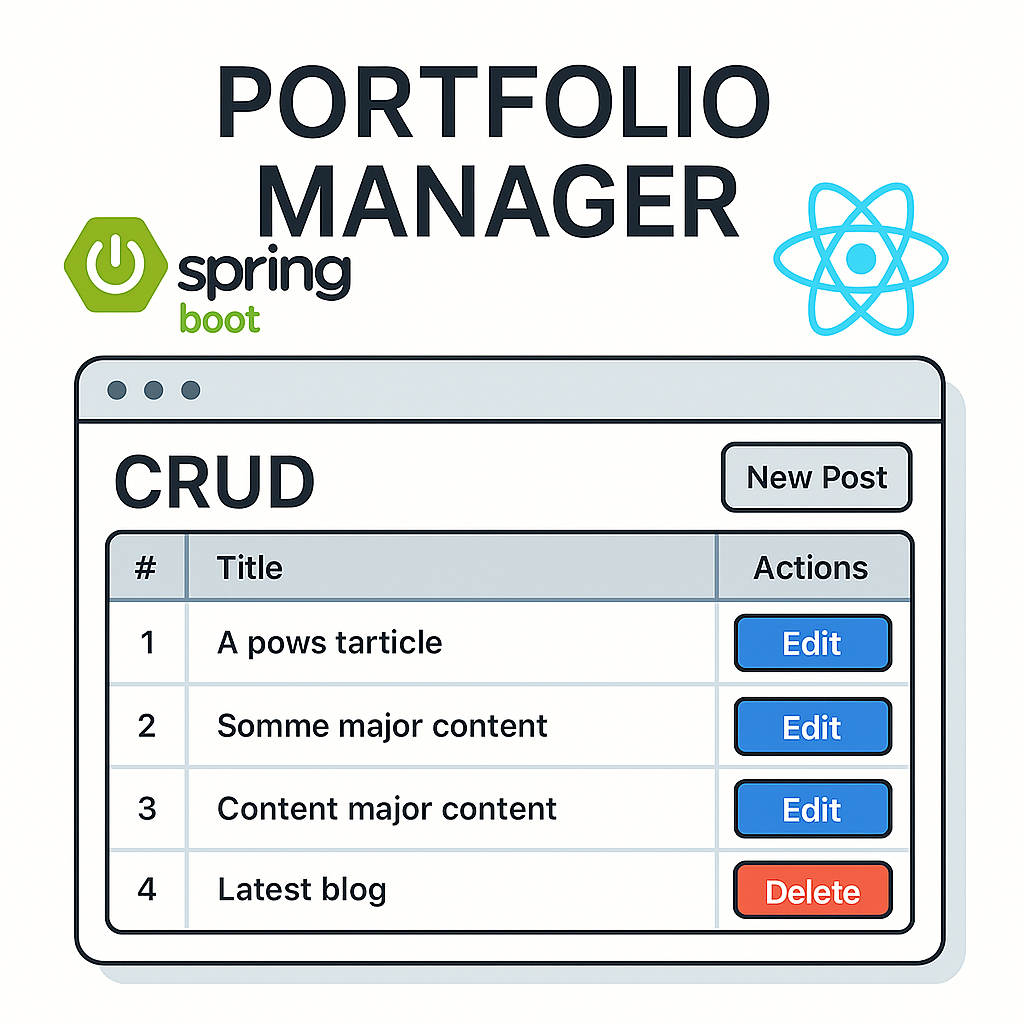 PORTFOLIO
MANAGER
spring
boot
CRUD
New Post
# Title Actions
1 A pows tarticle Edit
2 Somme major content Edit
3 Content major content Edit
4 Latest blog Delete